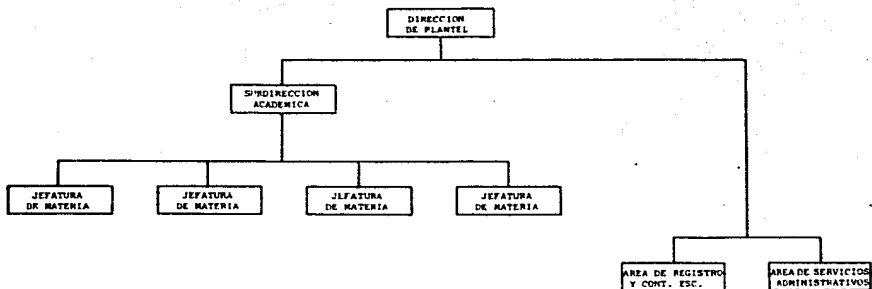 DIRECCION
DE PLANTEL
SUBDIRECCION
ACADEMICA
JEFATURA
DE MATERIA
JEFATURA
DE MATERIA
JEFATURA
DE MATERIA
JEFATURA
DE MATERIA
AREA DE REGISTRO
Y CONT. ESC.
AREA DE SERVICIOS
ADMINISTRATIVOS